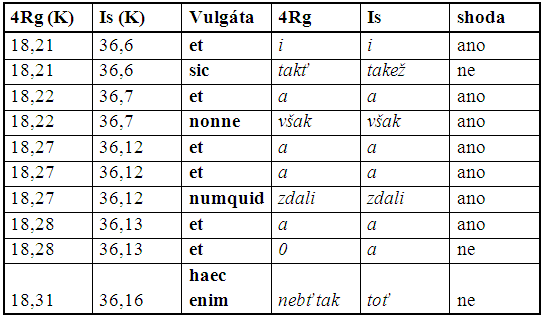 4Rg (K) Is (K) Vulgáta 4Rg Is shoda
18,21 36,6 et i i ano
18,21 36,6 sic takť takež ne
18,22 36,7 et a a ano
18,22 36,7 nonne však však ano
18,27 36,12 et a a ano
18,27 36,12 et a a ano
18,27 36,12 numquid zdali zdali ano
18,28 36,13 et a a ano
18,28 36,13 et 0 a ne
haec
18,31 36,16 enim nebť tak toť ne